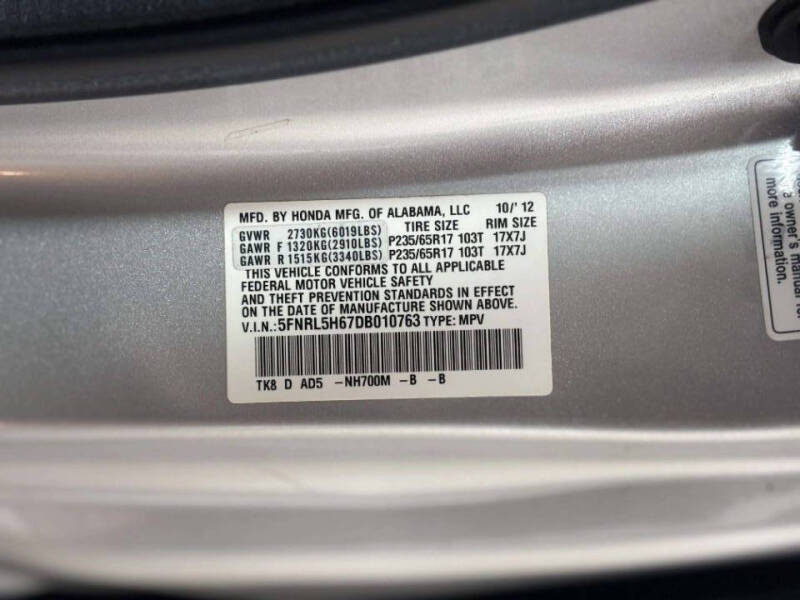 MFD. BY HONDA MFG. OF ALABAMA, LLC 10/'12
TIRE SIZE RIM SIZE
GVWR 2730KG(6019LBS)
GAWR F 1320KG(2910LBS) P235/65R17 103T 17X7J
GAWR R 1515KG(3340LBS) P235/65R17 103T 17X7J
THIS VEHICLE CONFORMS TO ALL APPLICABLE
FEDERAL MOTOR VEHICLE SAFETY
AND THEFT PREVENTION STANDARDS IN EFFECT
ON THE DATE OF MANUFACTURE SHOWN ABOVE.
V.I.N.:5FNRL5H67DB010763 TYPE: MPV
TK8 D AD5 -NH700M -B -B
owner's
manual for
more information.